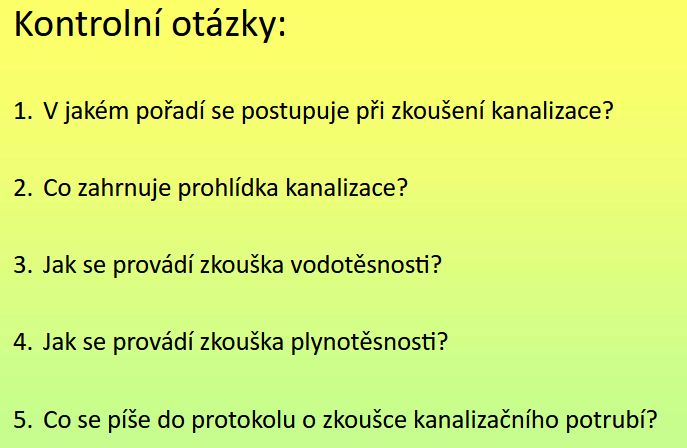 Kontrolní otázky:
1. V jakém pořadí se postupuje při zkoušení kanalizace?
2. Co zahrnuje prohlídka kanalizace?
3. Jak se provádí zkouška vodotěsnosti?
4. Jak se provádí zkouška plynotěsnosti?
5. Co se píše do protokolu o zkoušce kanalizačního potrubí?